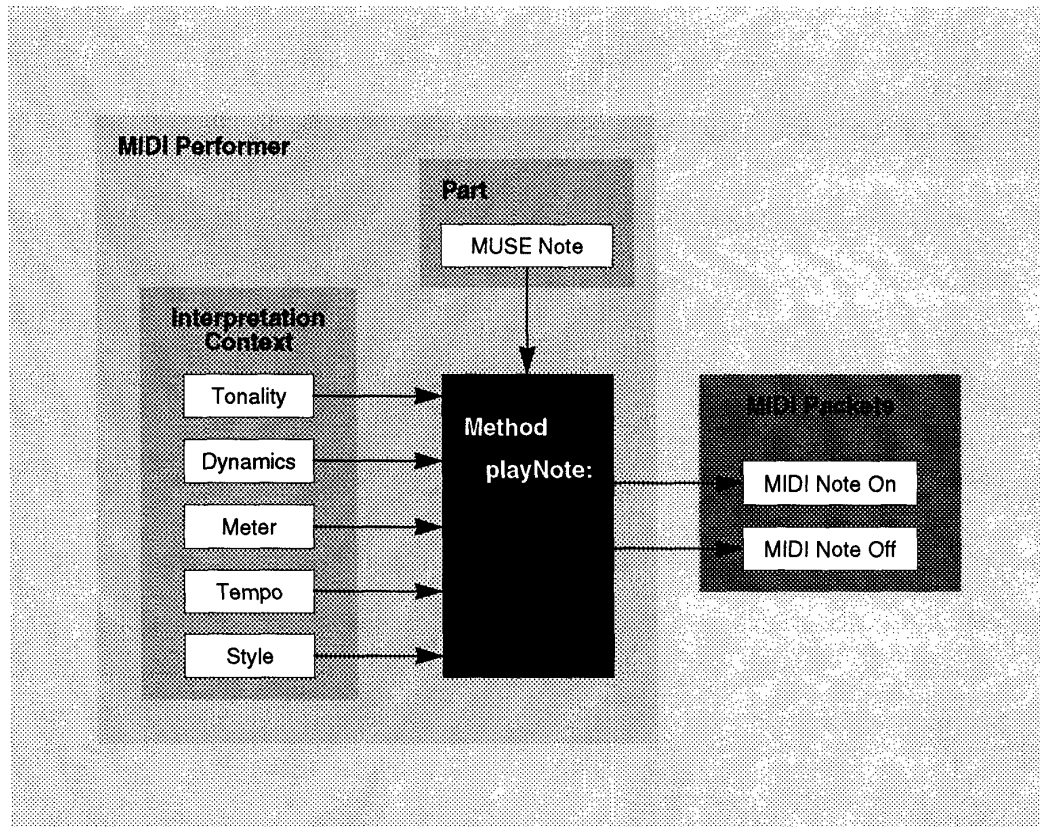 MIDI Performer
Part
MUSE Note
Interpretation
Context
Tonality
Dynamics
Meter
Tempo
Style
Method
playNote:
MIDI Packets
MIDI Note On
MIDI Note Off